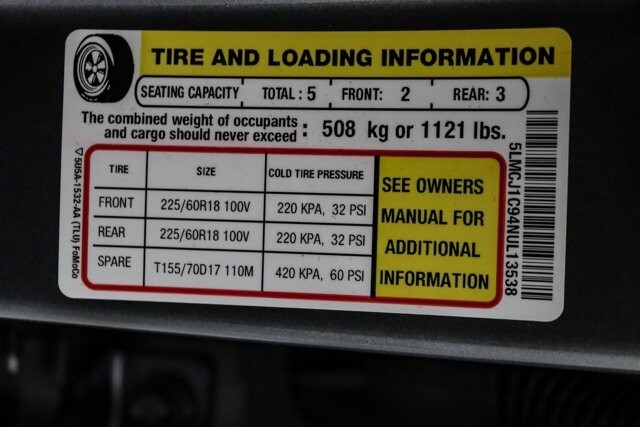 TIRE AND LOADING INFORMATION
SEATING CAPACITY TOTAL : 5 FRONT: 2 REAR: 3
The combined weight of occupants
and cargo should never exceed : 508 kg or 1121 lbs.
TIRE SIZE COLD TIRE PRESSURE
FRONT 225/60R18 100V 220 KPA, 32 PSI
REAR 225/60R18 100V 220 KPA, 32 PSI
SPARE T155/70D17 110M 420 KPA, 60 PSI
SEE OWNERS
MANUAL FOR
ADDITIONAL
INFORMATION
5U5A-1532-AA (TLU) FoMoCo
5LMCJ1C94NUL13538